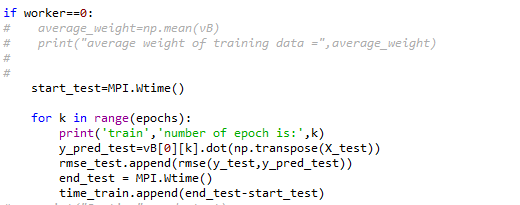 if worker==0:
#    average_weight=np.mean(vB)
#    print("average weight of training data =",average_weight)
#
#
    start_test=MPI.Wtime()
    for k in range(epochs):
        print('train','number of epoch is:',k)
        y_pred_test=vB[0][k].dot(np.transpose(X_test))
        rmse_test.append(rmse(y_test,y_pred_test))
        end_test = MPI.Wtime()
        time_train.append(end_test-start_test)